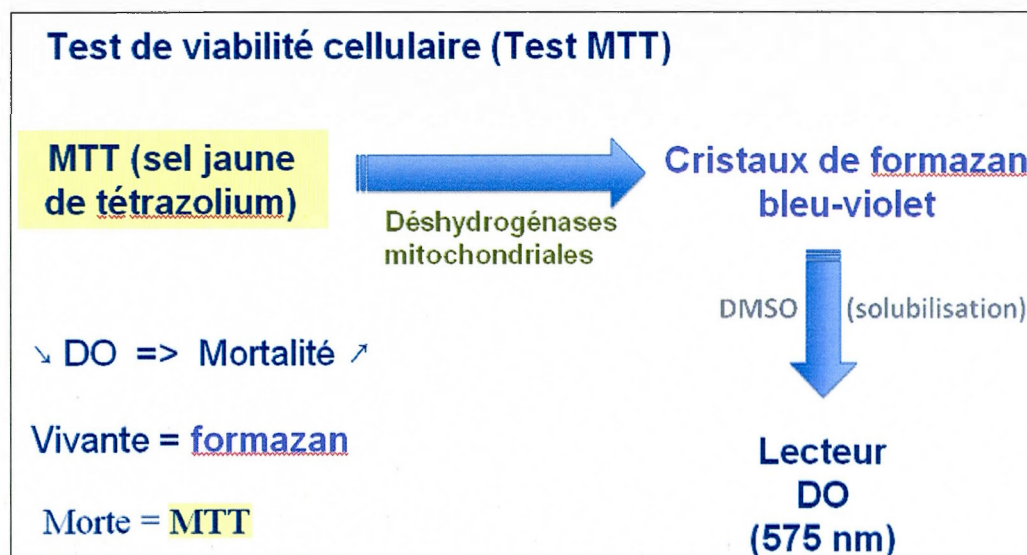 Test de viabilité cellulaire (Test MTT)
MTT (sel jaune
de tétrazolium)
Déshydrogénases
mitochondriales
Cristaux de formazan
bleu-violet
DMSO (solubilisation)
↘ DO => Mortalité ↗
Vivante = formazan
Morte = MTT
Lecteur
DO
(575 nm)